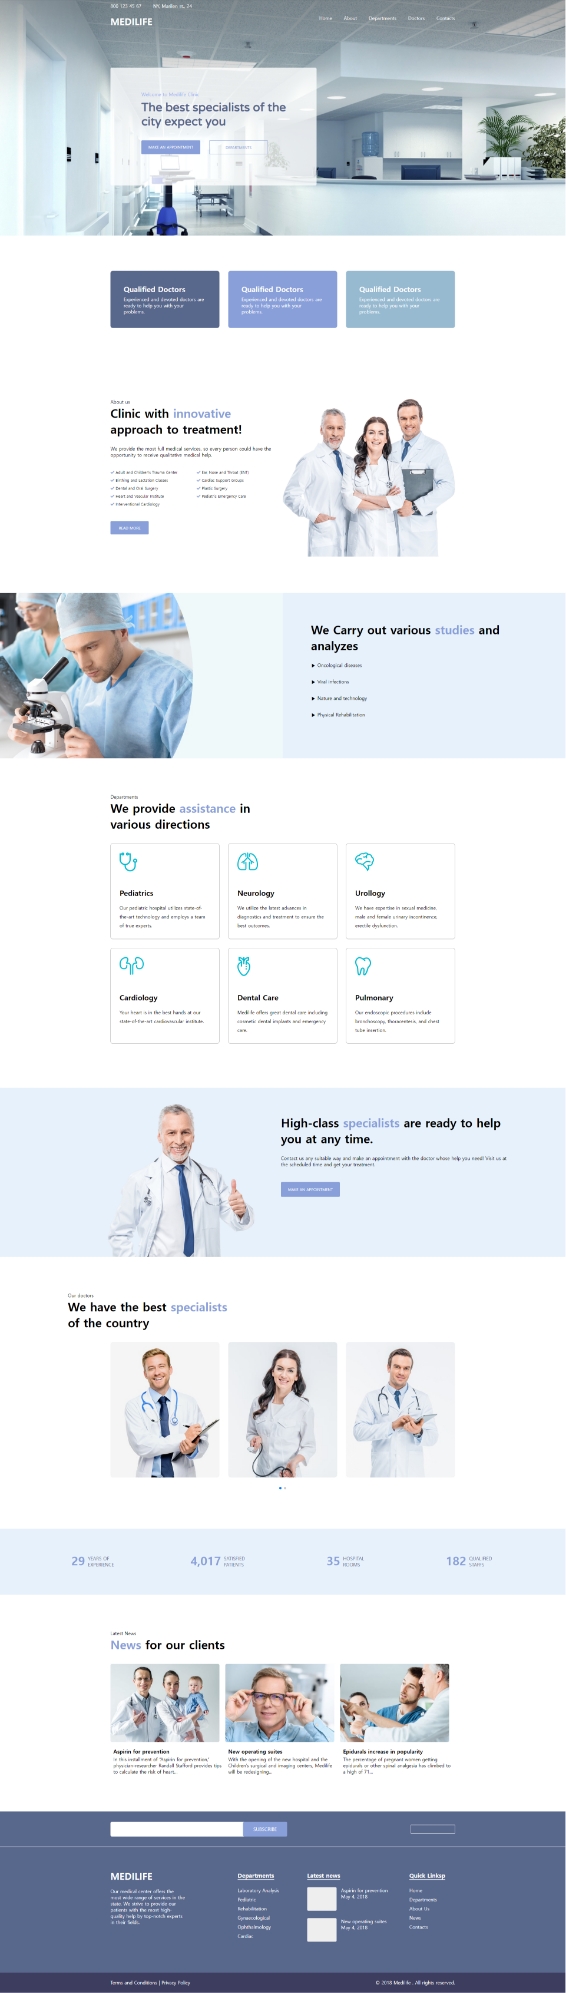 MEDILIFE
Home About Departments Doctors Contacts
Welcome to Medilife Clinic
The best specialists of the
city expect you
MAKE AN APPOINTMENT
DEPARTMENTS
Qualified Doctors
Experienced and devoted doctors are
ready to help you with your
problems.
Qualified Doctors
Experienced and devoted doctors are
ready to help you with your
problems.
Qualified Doctors
Experienced and devoted doctors are
ready to help you with your
problems.
About us
Clinic with innovative
approach to treatment!
We provide the most full medical services, so every person could have the
opportunity to receive qualitative medical help.
✓ Adult and Children's Trauma Center
✓ Birthing and Lactation Classes
✓ Dental and Oral Surgery
✓ Heart and Vascular Institute
✓ Interventional Cardiology
✓ Ear, Nose and Throat (ENT)
✓ Cardiac Support Groups
✓ Plastic Surgery
✓ Pediatric Emergency Care
READ MORE
We Carry out various studies and
analyzes
▶ Oncological diseases
▶ Viral infections
▶ Nature and technology
▶ Physical Rehabilitation
Departments
We provide assistance in
various directions
Pediatrics
Our pediatric hospital utilizes state-of-
the-art technology and employs a team
of true experts.
Neurology
We utilize the latest advances in
diagnostics and treatment to ensure the
best outcomes.
Urollogy
We have expertise in sexual medicine,
male and female urinary incontinence,
erectile dysfunction.
Cardiology
Your heart is in the best hands at our
state-of-the-art cardiovascular institute.
Dental Care
Medilife offers great dental care including
cosmetic dental implants and emergency
care.
Pulmonary
Our endoscopic procedures include
bronchoscopy, thoracentesis, and chest
tube insertion.
High-class specialists are ready to help
you at any time.
Contact us any suitable way and make an appointment with the doctor whose help you need! Visit us at
the scheduled time and get your treatment.
MAKE AN APPOINTMENT
Our doctors
We have the best specialists
of the country
29 YEARS OF
EXPERIENCE
4,017 SATISFIED
PATIENTS
35 HOSPITAL
ROOMS
182 QUALIFIED
STAFFS
Latest News
News for our clients
Aspirin for prevention
In this installment of "Aspirin for prevention,"
physician-researcher Randall Stafford provides tips
to calculate the risk of heart...
New operating suites
With the opening of the new hospital and the
Children's surgical and imaging centers, Medilife
will be redesigning...
Epidurals increase in popularity
The percentage of pregnant women getting
epidurals or other spinal analgesia has climbed to
a high of 71...
SUBSCRIBE
MEDILIFE
Our medical center offers the
most wide range of services in the
state. We strive to provide our
patients with the most high-
quality help by top-notch experts
in their fields.
Departments
Laboratory Analysis
Pediatric
Rehabilitation
Gynaecological
Ophthalmology
Cardiac
Latest news
Aspirin for prevention
May 4, 2018
New operating suites
May 4, 2018
Quick Linksp
Home
Departments
About Us
News
Contacts
Terms and Conditions | Privacy Policy
© 2018 Medilife. All rights reserved.